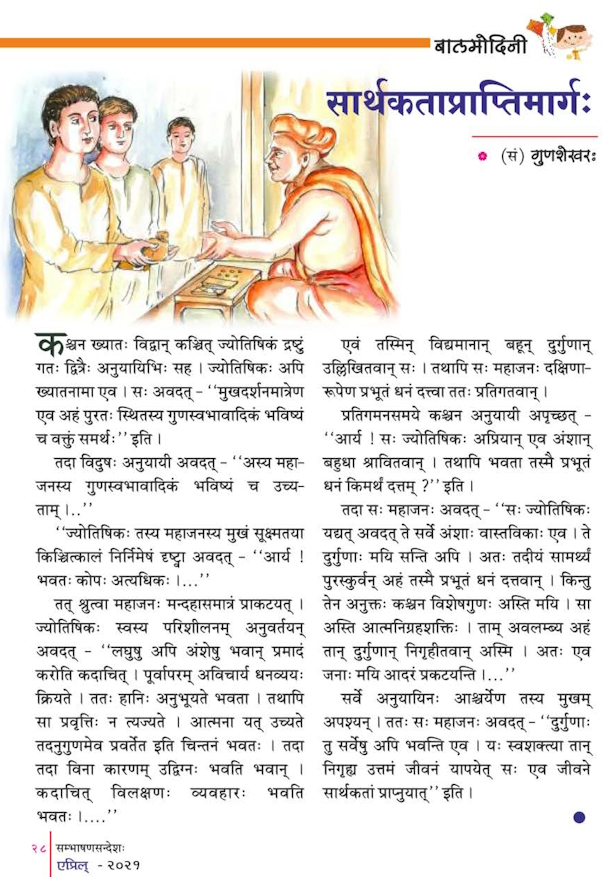 बालमोदिनी
सार्थकताप्राप्तिमार्गः
(सं) गुणशेखरः
कश्चन ख्यातः विद्वान् कञ्चित् ज्योतिषिकं द्रष्टुं
गतः द्वित्रैः अनुयायिभिः सह । ज्योतिषिकः अपि
ख्यातनामा एव । सः अवदत् - ‘‘मुखदर्शनमात्रेण
एव अहं पुरतः स्थितस्य गुणस्वभावादिकं भविष्यं
च वक्तुं समर्थः’’ इति ।
तदा विदुषः अनुयायी अवदत् - ‘‘अस्य महा-
जनस्य गुणस्वभावादिकं भविष्यं च उच्य-
ताम् ।..’’
‘‘ज्योतिषिकः तस्य महाजनस्य मुखं सूक्ष्मतया
किञ्चित्कालं निर्निमेषं दृष्ट्वा अवदत् - ‘‘आर्य !
भवतः कोपः अत्यधिकः ।...’’
तत् श्रुत्वा महाजनः मन्दहासमात्रं प्राकटयत् ।
ज्योतिषिकः स्वस्य परिशीलनम् अनुवर्तयन्
अवदत् - ‘‘लघुषु अपि अंशेषु भवान् प्रमादं
करोति कदाचित् । पूर्वापरम् अविचार्य धनव्ययः
क्रियते । ततः हानिः अनुभूयते भवता । तथापि
सा प्रवृत्तिः न त्यज्यते । आत्मना यत् उच्यते
तदनुगुणमेव प्रवर्तेत इति चिन्तनं भवतः । तदा
तदा विना कारणम् उद्विग्नः भवति भवान् ।
कदाचित् विलक्षणः व्यवहारः भवति
भवतः ।....’’
एवं तस्मिन् विद्यमानान् बहून् दुर्गुणान्
उल्लिखितवान् सः । तथापि सः महाजनः दक्षिणा-
रूपेण प्रभूतं धनं दत्त्वा ततः प्रतिगतवान् ।
प्रतिगमनसमये कश्चन अनुयायी अपृच्छत् -
‘‘आर्य ! सः ज्योतिषिकः अप्रियान् एव अंशान्
बहुधा श्रावितवान् । तथापि भवता तस्मै प्रभूतं
धनं किमर्थं दत्तम् ?’’ इति ।
तदा सः महाजनः अवदत् - ‘‘सः ज्योतिषिकः
यद्यत् अवदत् ते सर्वे अंशाः वास्तविकाः एव । ते
दुर्गुणाः मयि सन्ति अपि । अतः तदीयं सामर्थ्यं
पुरस्कुर्वन् अहं तस्मै प्रभूतं धनं दत्तवान् । किन्तु
तेन अनुक्तः कश्चन विशेषगुणः अस्ति मयि । सा
अस्ति आत्मनिग्रहशक्तिः । ताम् अवलम्ब्य अहं
तान् दुर्गुणान् निगृहीतवान् अस्मि । अतः एव
जनाः मयि आदरं प्रकटयन्ति ।...’’
सर्वे अनुयायिनः आश्चर्येण तस्य मुखम्
अपश्यन् । ततः सः महाजनः अवदत् - ‘‘दुर्गुणाः
तु सर्वेषु अपि भवन्ति एव । यः स्वशक्त्या तान्
निगृह्य उत्तमं जीवनं यापयेत् सः एव जीवने
सार्थकतां प्राप्नुयात्’’ इति ।
२८ सम्भाषणसन्देशः
एप्रिल् - २०२१